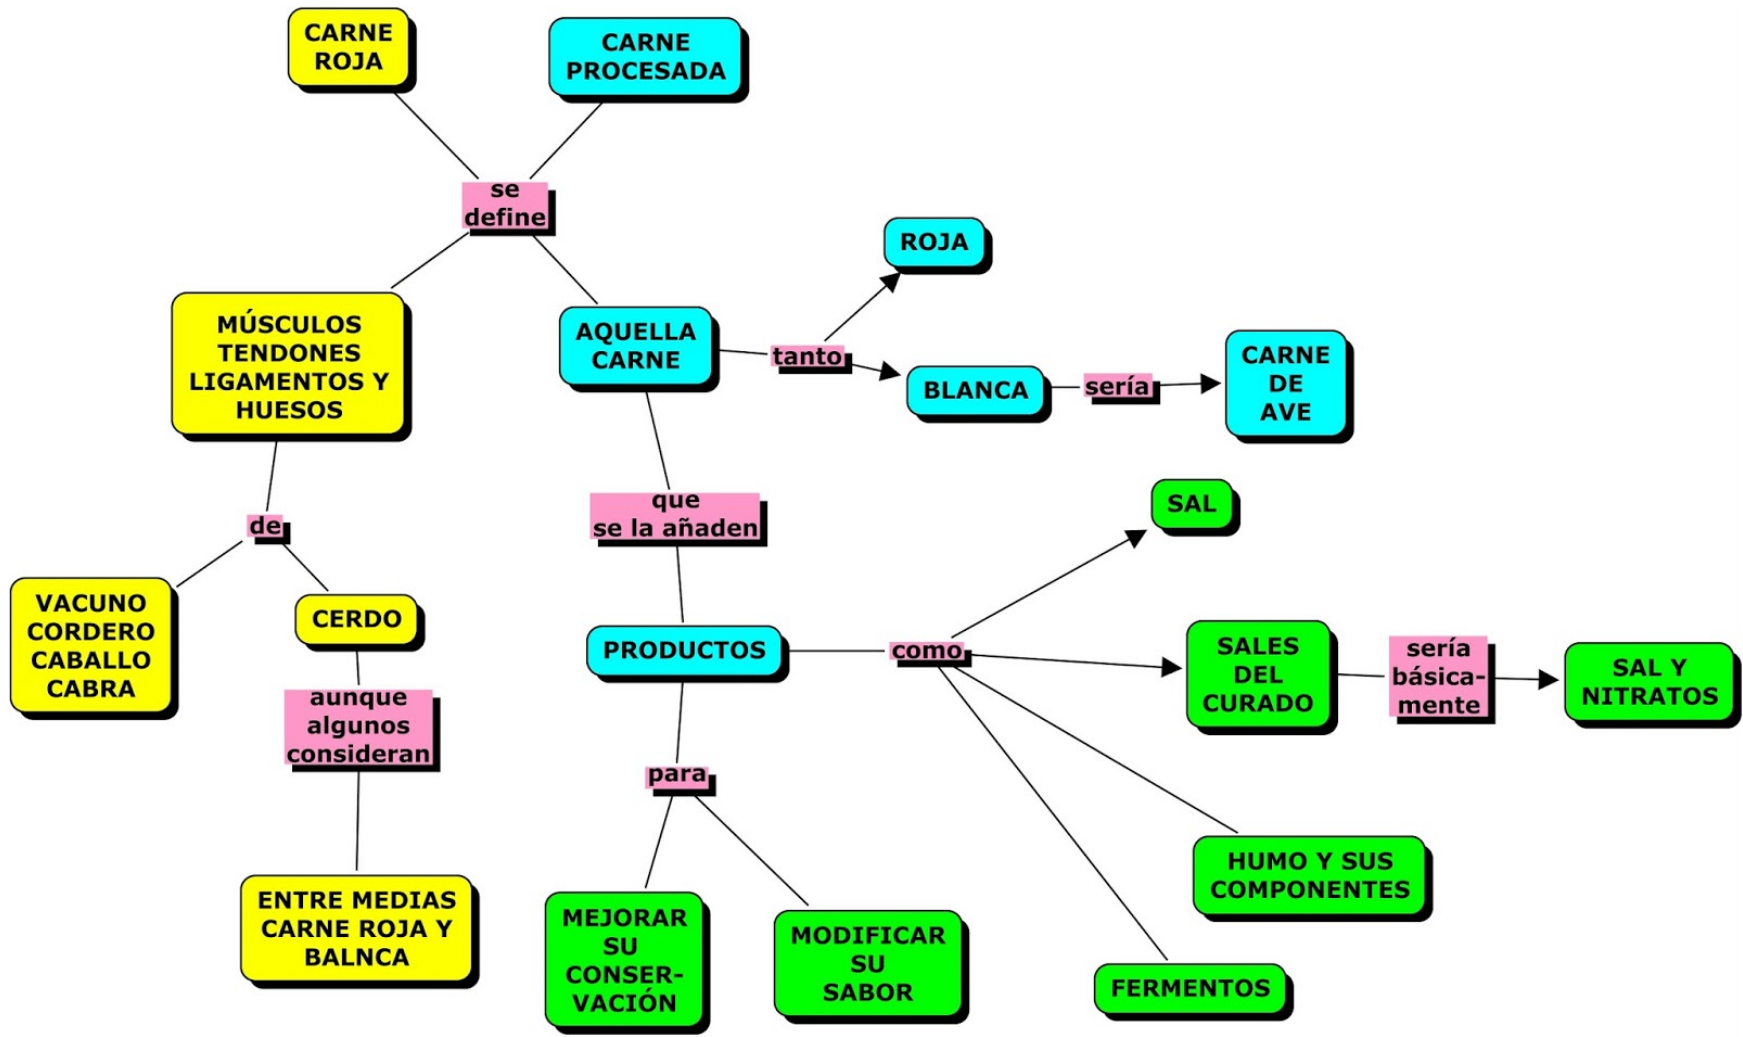 CARNE
ROJA
CARNE
PROCESADA
se
define
MÚSCULOS
TENDONES
LIGAMENTOS Y
HUESOS
AQUELLA
CARNE
tanto
ROJA
BLANCA
sería
CARNE
DE
AVE
de
VACUNO
CORDERO
CABALLO
CABRA
CERDO
aunque
algunos
consideran
ENTRE MEDIAS
CARNE ROJA Y
BALNCA
que
se la añaden
PRODUCTOS
como
SAL
SALES
DEL
CURADO
sería
básica-
mente
SAL Y
NITRATOS
HUMO Y SUS
COMPONENTES
FERMENTOS
para
MEJORAR
SU
CONSER-
VACIÓN
MODIFICAR
SU
SABOR